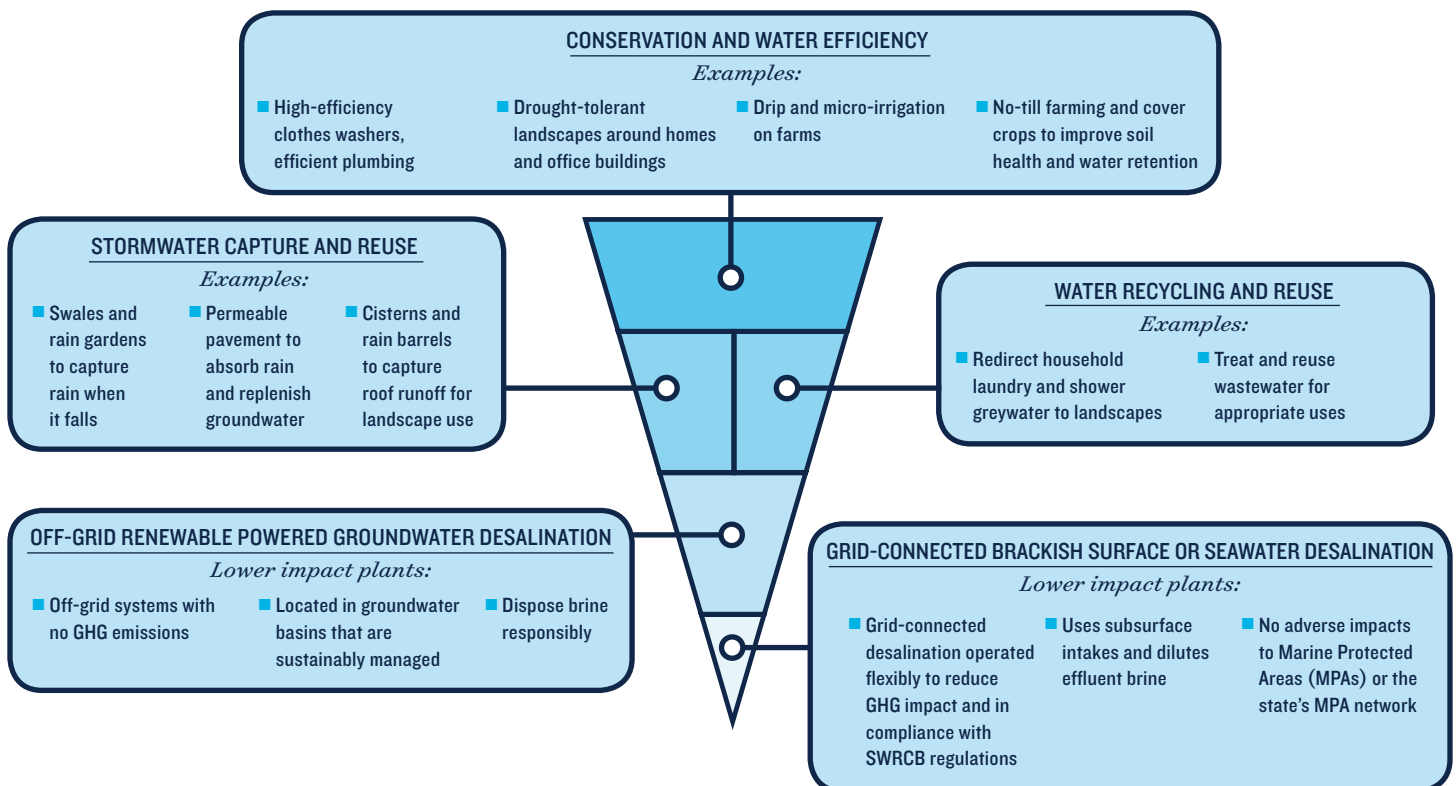 CONSERVATION AND WATER EFFICIENCY
Examples:
High-efficiency
clothes washers,
efficient plumbing
Drought-tolerant
landscapes around homes
and office buildings
Drip and micro-irrigation
on farms
No-till farming and cover
crops to improve soil
health and water retention
STORMWATER CAPTURE AND REUSE
Examples:
Swales and
rain gardens
to capture
rain when
it falls
Permeable
pavement to
absorb rain
and replenish
groundwater
Cisterns and
rain barrels
to capture
roof runoff for
landscape use
WATER RECYCLING AND REUSE
Examples:
Redirect household
laundry and shower
greywater to landscapes
Treat and reuse
wastewater for
appropriate uses
OFF-GRID RENEWABLE POWERED GROUNDWATER DESALINATION
Lower impact plants:
Off-grid systems with
no GHG emissions
Located in groundwater
basins that are
sustainably managed
Dispose brine
responsibly
GRID-CONNECTED BRACKISH SURFACE OR SEAWATER DESALINATION
Lower impact plants:
Grid-connected
desalination operated
flexibly to reduce
GHG impact and in
compliance with
SWRCB regulations
Uses subsurface
intakes and dilutes
effluent brine
No adverse impacts
to Marine Protected
Areas (MPAs) or the
state's MPA network